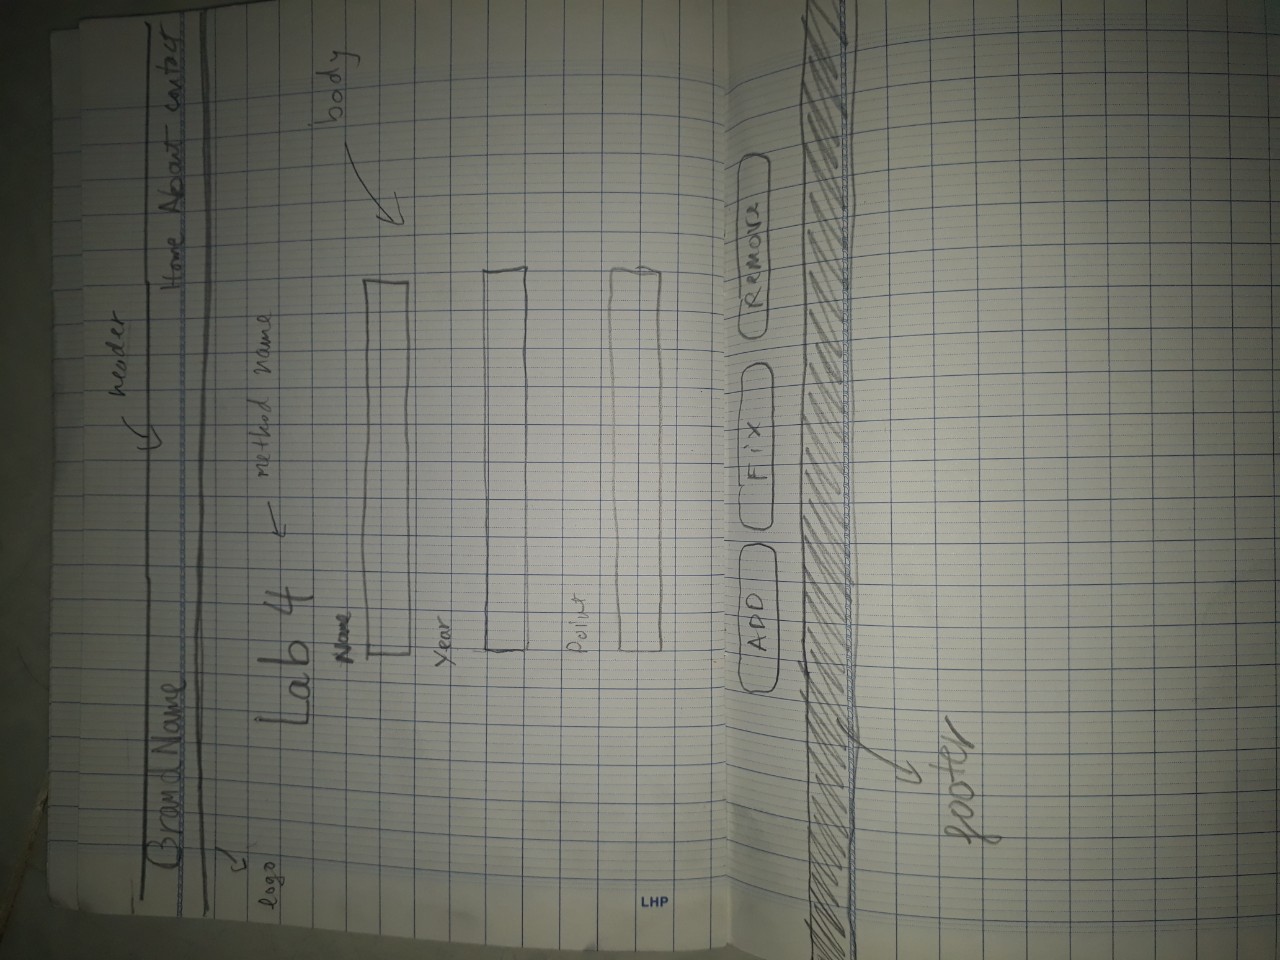 header
Brand Name Home About contact
logo
Lab 4 method name
body
Name
Year
Point
ADD Fix Remove
footer
LHP